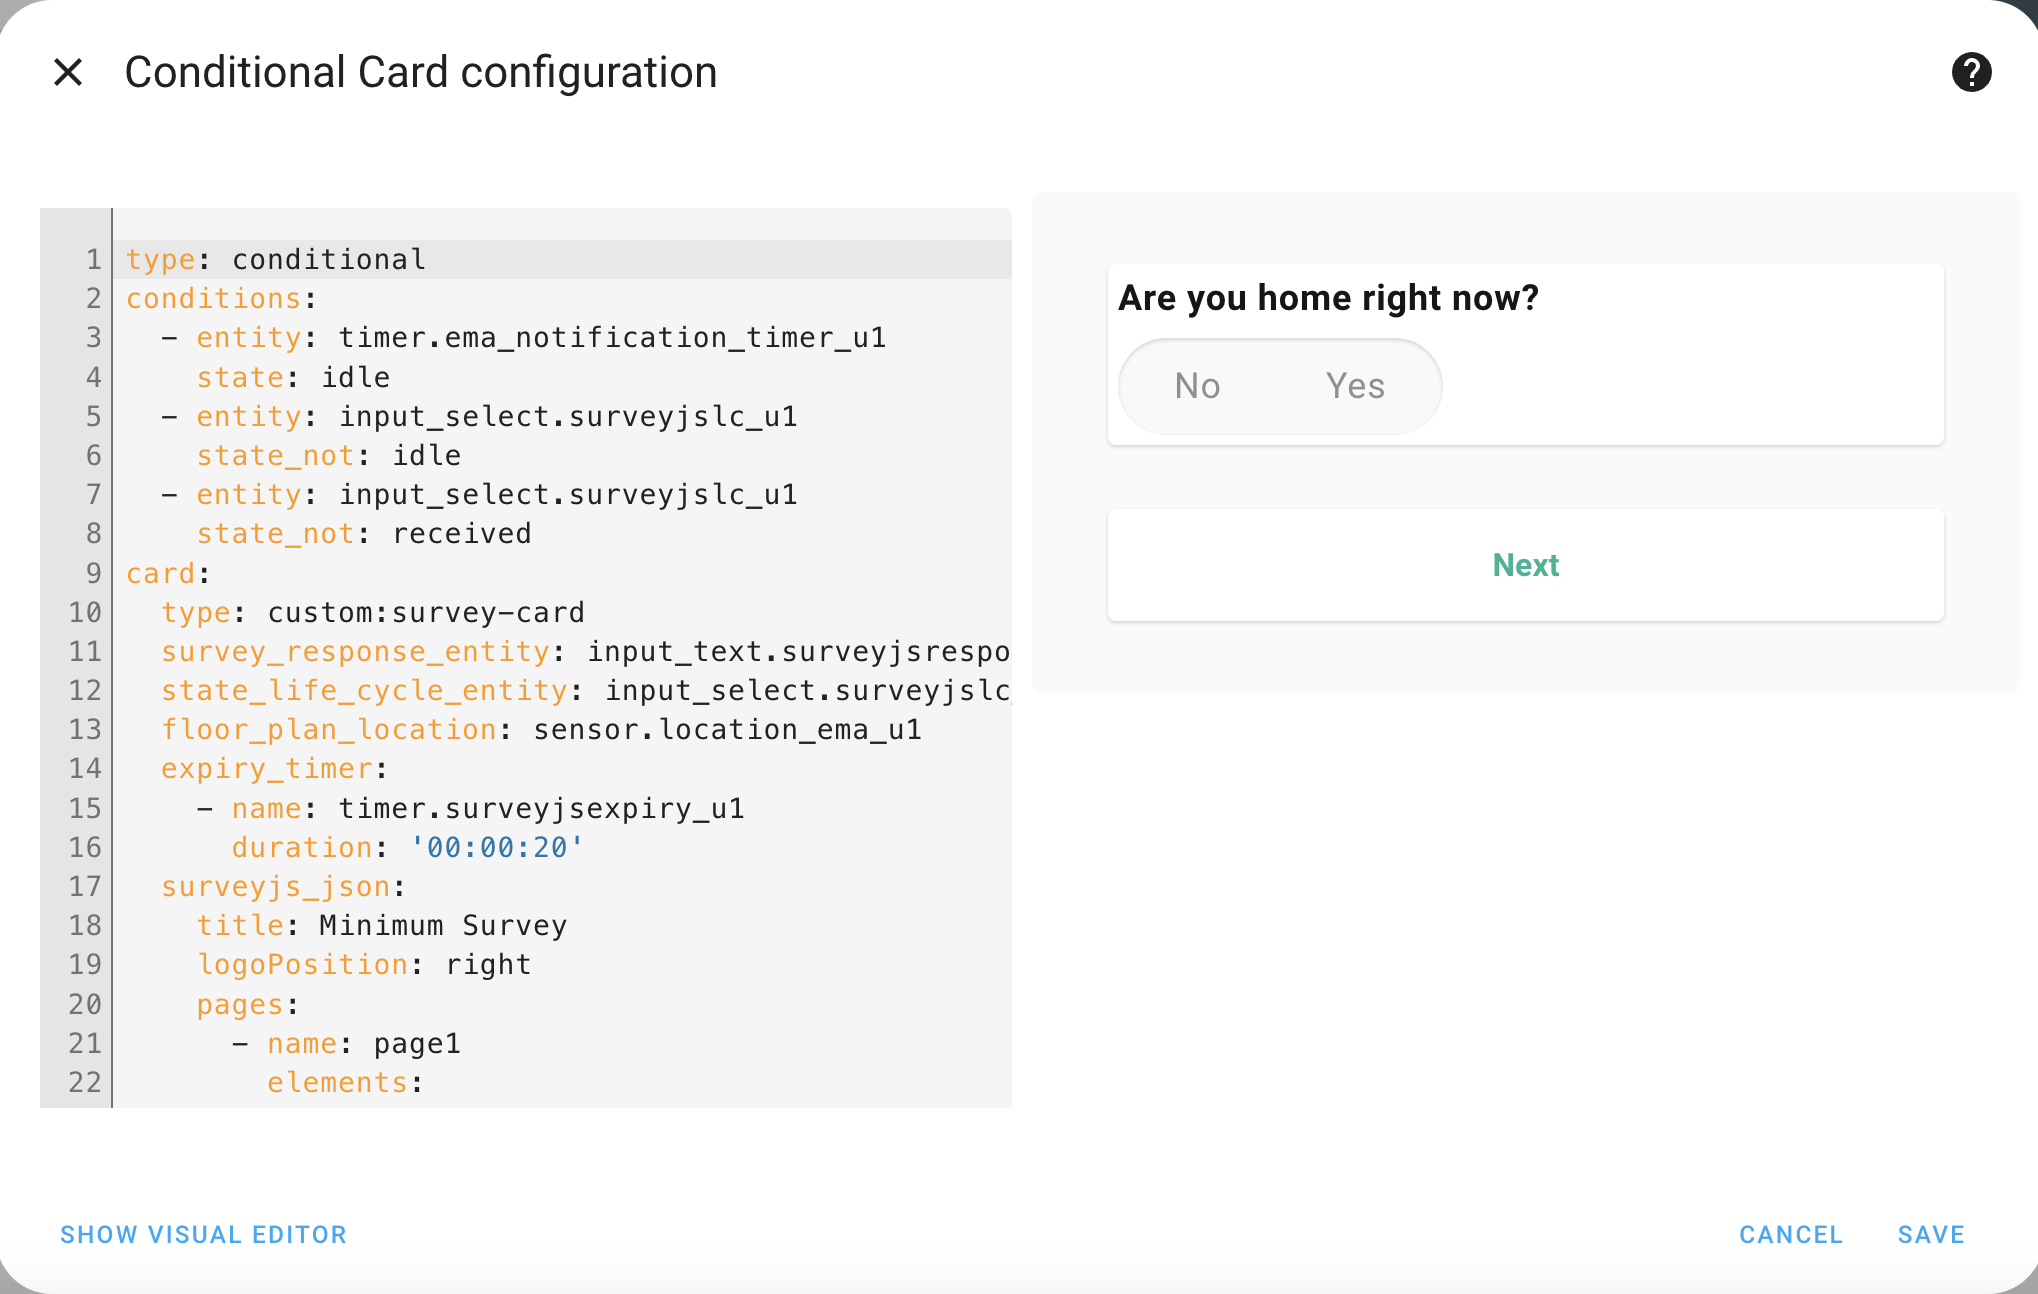 Conditional Card configuration
1 type: conditional
2 conditions:
3 - entity: timer.ema_notification_timer_u1
4 state: idle
5 - entity: input_select.surveyjslc_u1
6 state_not: idle
7 - entity: input_select.surveyjslc_u1
8 state_not: received
9 card:
10 type: custom:survey-card
11 survey_response_entity: input_text.surveyjsrespo
12 state_life_cycle_entity: input_select.surveyjslc
13 floor_plan_location: sensor.location_ema_u1
14 expiry_timer:
15 - name: timer.surveyjsexpiry_u1
16 duration: '00:00:20'
17 surveyjs_json:
18 title: Minimum Survey
19 logoPosition: right
20 pages:
21 - name: page1
22 elements:
Are you home right now?
No Yes
Next
SHOW VISUAL EDITOR
CANCEL SAVE